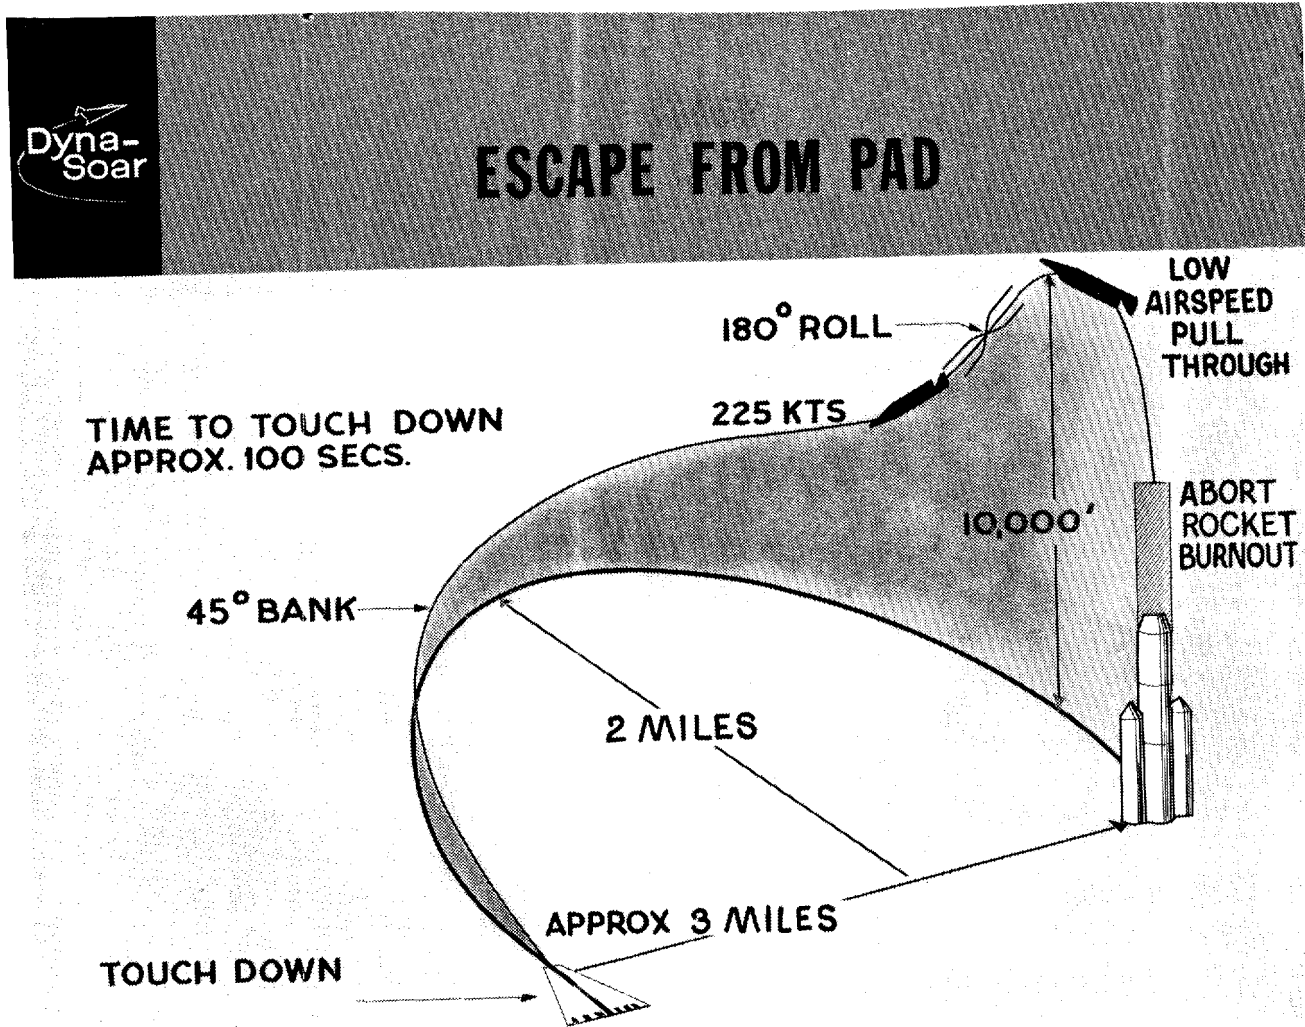 Dyna-
Soar
ESCAPE FROM PAD
LOW
AIRSPEED
PULL
THROUGH
180° ROLL
225 KTS
TIME TO TOUCH DOWN
APPROX. 100 SECS.
10,000'
ABORT
ROCKET
BURNOUT
45° BANK
2 MILES
APPROX 3 MILES
TOUCH DOWN